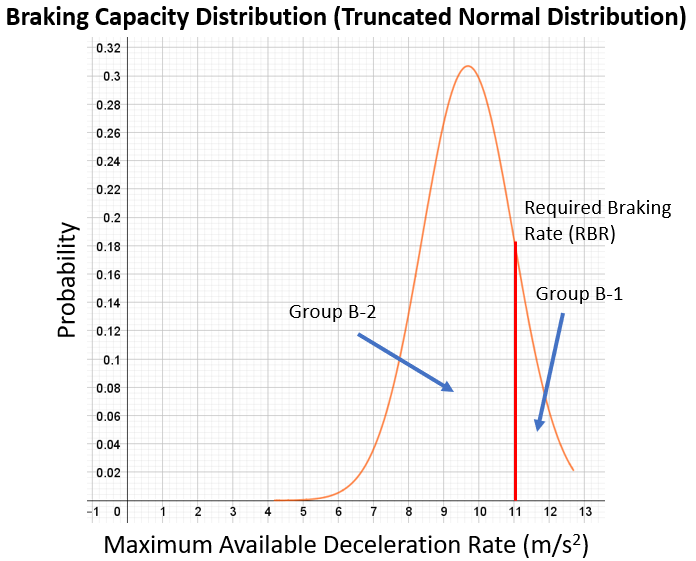 Braking Capacity Distribution (Truncated Normal Distribution)
0.32
0.3
0.28
0.26
0.24
0.22
0.2
0.18
0.16
0.14
0.12
0.1
0.08
0.06
0.04
0.02
Probability
Required Braking
Rate (RBR)
Group B-1
Group B-2
−1 0 1 2 3 4 5 6 7 8 9 10 11 12 13
Maximum Available Deceleration Rate (m/s²)